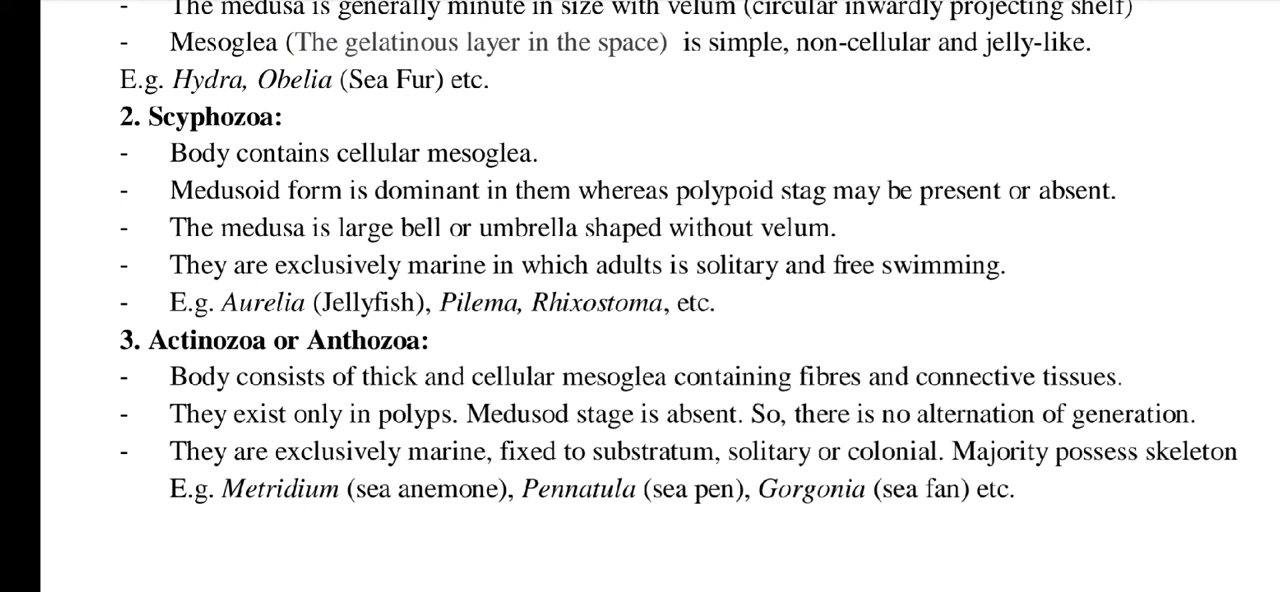 - The medusa is generally minute in size with velum (circular inwardly projecting shelf)
- Mesoglea (The gelatinous layer in the space) is simple, non-cellular and jelly-like.
E.g. Hydra, Obelia (Sea Fur) etc.
2. Scyphozoa:
- Body contains cellular mesoglea.
- Medusoid form is dominant in them whereas polypoid stag may be present or absent.
- The medusa is large bell or umbrella shaped without velum.
- They are exclusively marine in which adults is solitary and free swimming.
- E.g. Aurelia (Jellyfish), Pilema, Rhixostoma, etc.
3. Actinozoa or Anthozoa:
- Body consists of thick and cellular mesoglea containing fibres and connective tissues.
- They exist only in polyps. Medusod stage is absent. So, there is no alternation of generation.
- They are exclusively marine, fixed to substratum, solitary or colonial. Majority possess skeleton
E.g. Metridium (sea anemone), Pennatula (sea pen), Gorgonia (sea fan) etc.